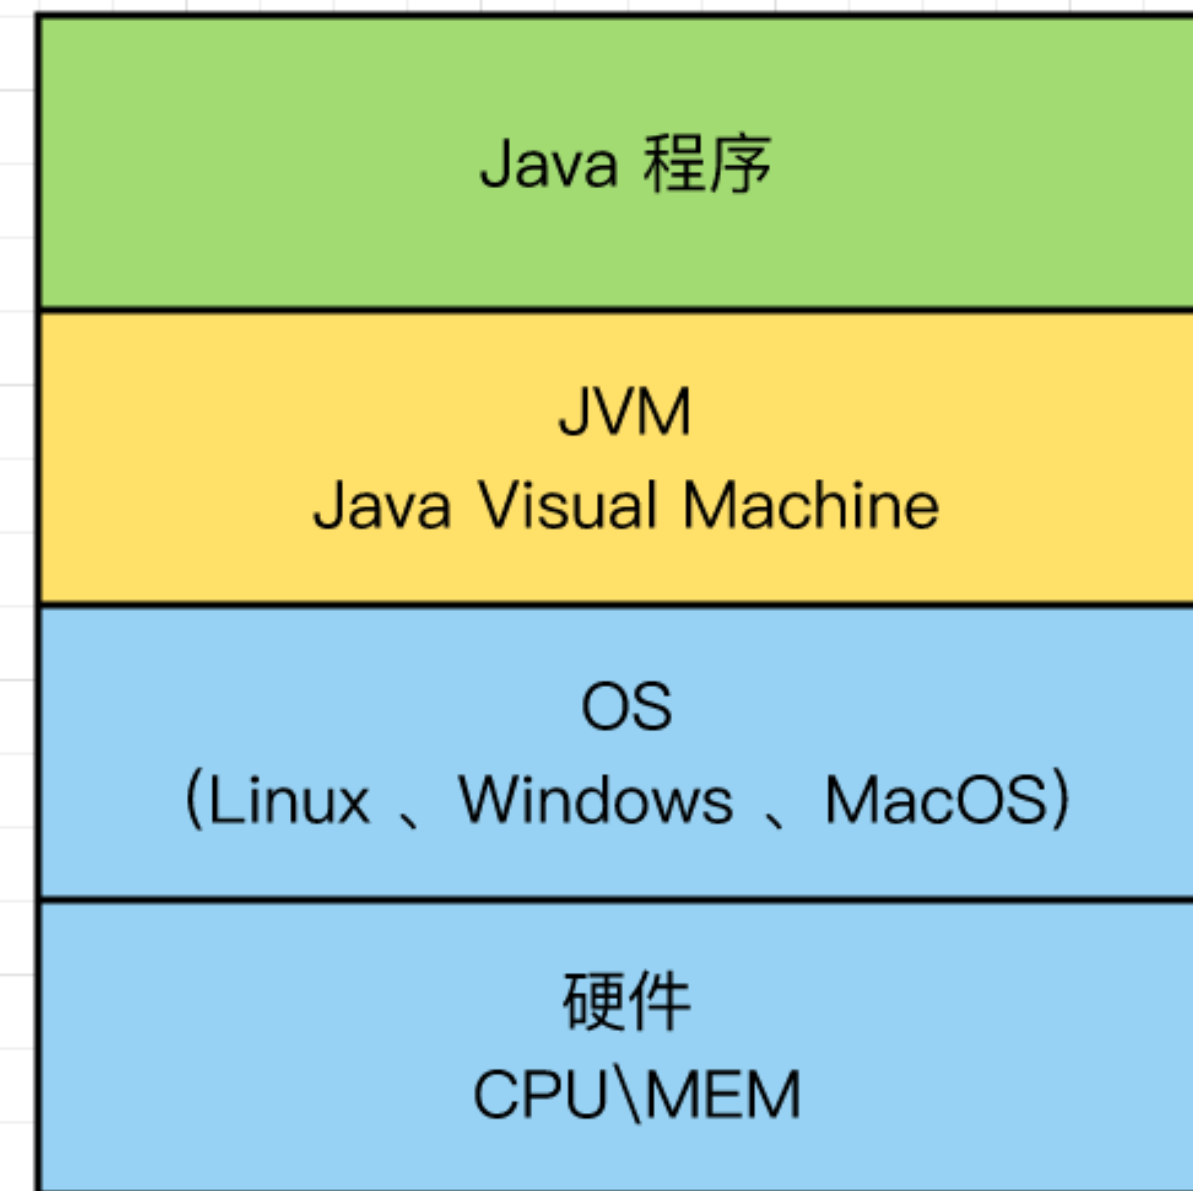 Java 程序
JVM
Java Visual Machine
OS
(Linux 、Windows 、MacOS)
硬件
CPU\MEM